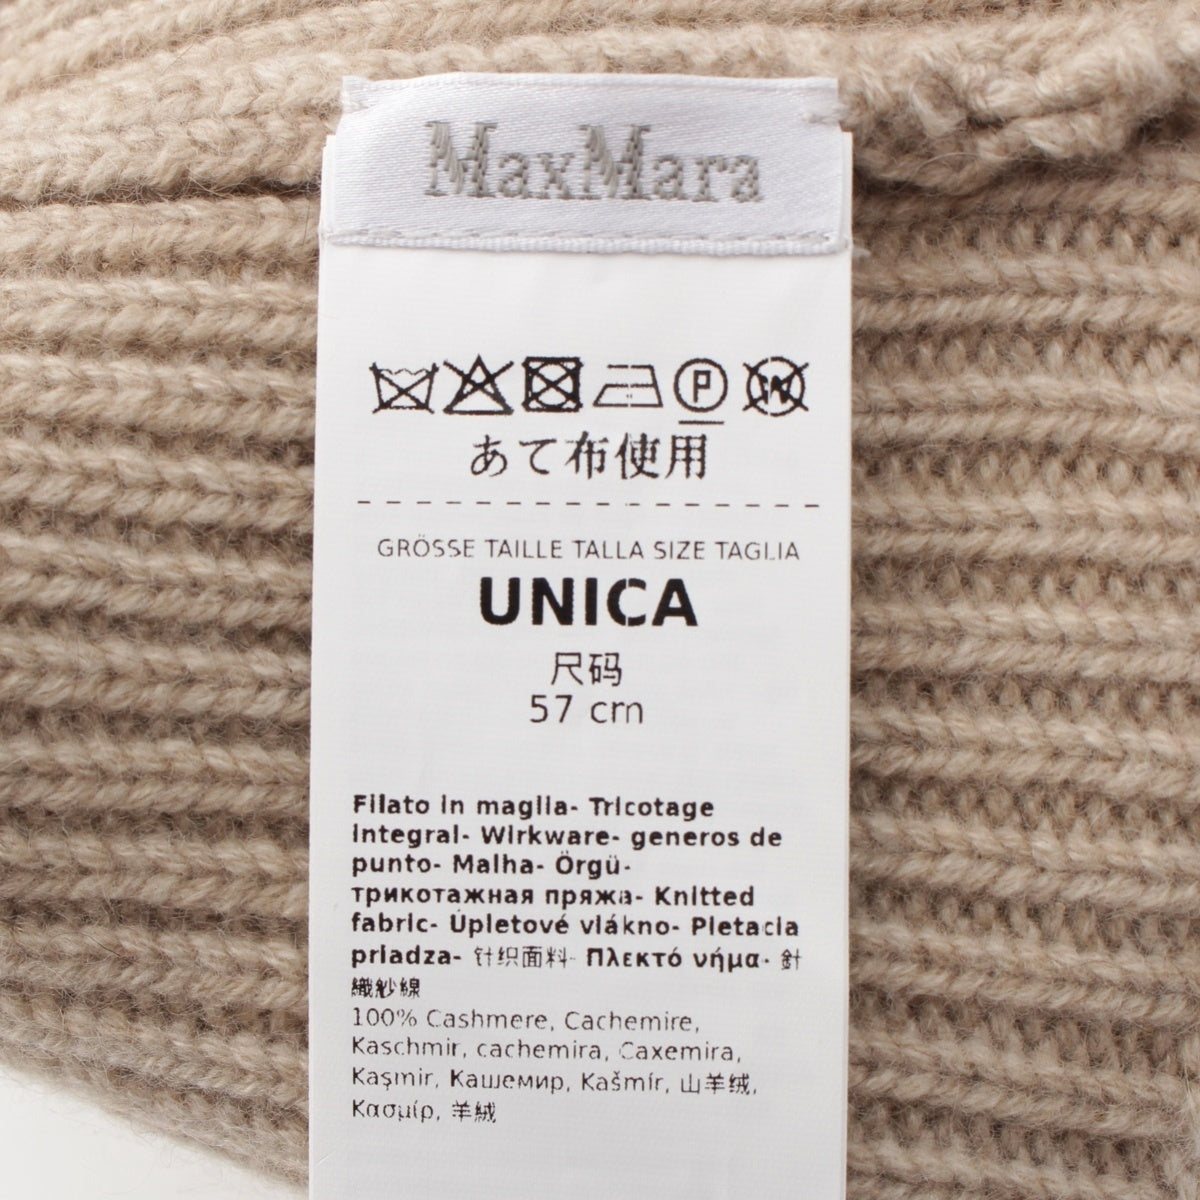 MaxMara
P
W
あて布使用
GRÖSSE TAILLE TALLA SIZE TAGLIA
UNICA
尺码
57 cm
Filato in maglia- Tricotage
integral- Wirkware- generos de
punto- Malha- Örgü-
трикотажная пряжа- Knitted
fabric- Úpletové vlákno- Pletacia
priadza- 针织面料- Πλεκτό νήμα- 針
織紗線
100% Cashmere, Cachemire,
Kaschmir, cachemira, Caxemira,
Kaşmir, Кашемир, Kašmír, 山羊绒,
Κασμίρ, 羊絨